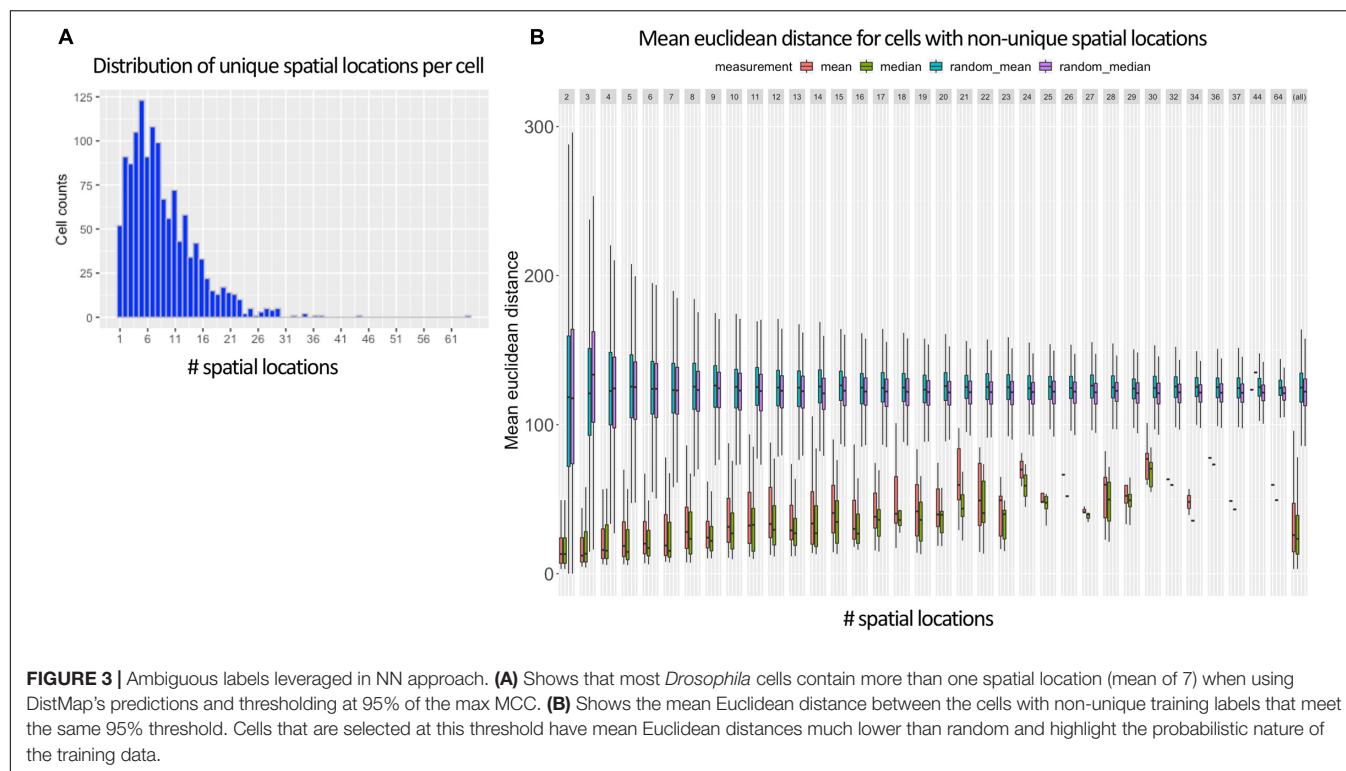 A
Distribution of unique spatial locations per cell
125
100
75
50
25
0
Cell counts
1 6 11 16 21 26 31 36 41 46 51 56 61
# spatial locations
B
Mean euclidean distance for cells with non-unique spatial locations
measurement mean median random_mean random_median
2 3 4 5 6 7 8 9 10 11 12 13 14 15 16 17 18 19 20 21 22 23 24 25 26 27 28 29 30 32 34 36 37 44 64 (all)
300
200
100
0
Mean euclidean distance
# spatial locations
FIGURE 3 | Ambiguous labels leveraged in NN approach. (A) Shows that most Drosophila cells contain more than one spatial location (mean of 7) when using
DistMap's predictions and thresholding at 95% of the max MCC. (B) Shows the mean Euclidean distance between the cells with non-unique training labels that meet
the same 95% threshold. Cells that are selected at this threshold have mean Euclidean distances much lower than random and highlight the probabilistic nature of
the training data.